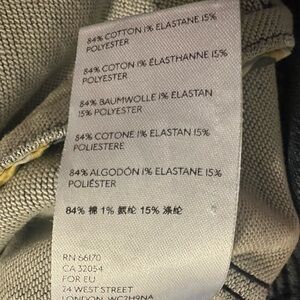 84% COTTON 1% ELASTANE 15%
POLYESTER
84% COTON 1% ÉLASTHANNE 15%
POLYESTER
84% BAUMWOLLE 1% ELASTAN
15% POLYESTER
84% COTONE 1% ELASTAN 15%
POLIESTERE
84% ALGODÓN 1% ELASTANE 15%
POLIÉSTER
84% 棉 1% 氨纶 15% 涤纶
RN 66170
CA 32054
FOR EU
24 WEST STREET
LONDON, WC2H9NA